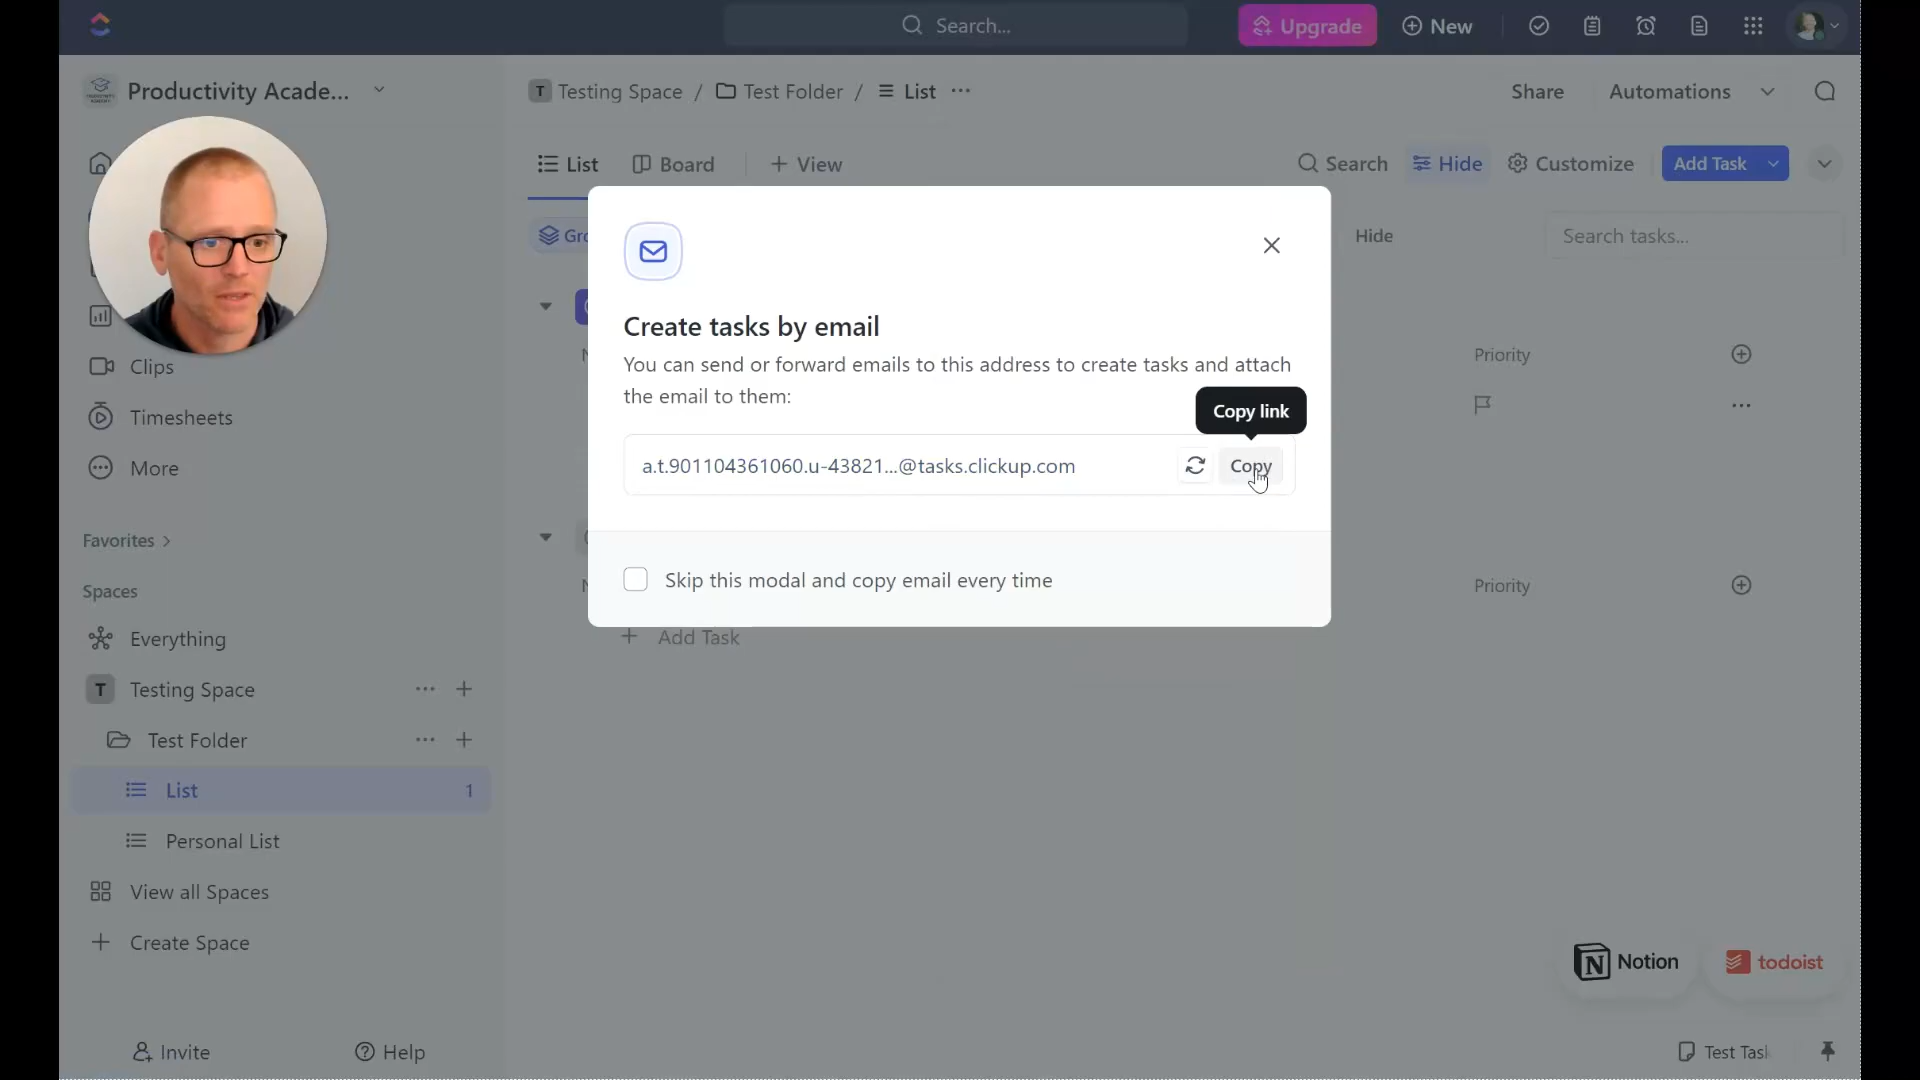 Search...
Upgrade
New
Productivity Acade...
T Testing Space / Test Folder / List ...
Share
Automations
List
Board
+ View
Search
Hide
Customize
Add Task
Hide
Search tasks...
Create tasks by email
You can send or forward emails to this address to create tasks and attach
the email to them:
Copy link
a.t.901104361060.u-43821...@tasks.clickup.com
Copy
Skip this modal and copy email every time
Priority
Priority
+ Add Task
Clips
Timesheets
More
Favorites >
Spaces
Everything
T Testing Space
Test Folder
List 1
Personal List
View all Spaces
+ Create Space
Invite
Help
Notion
todoist